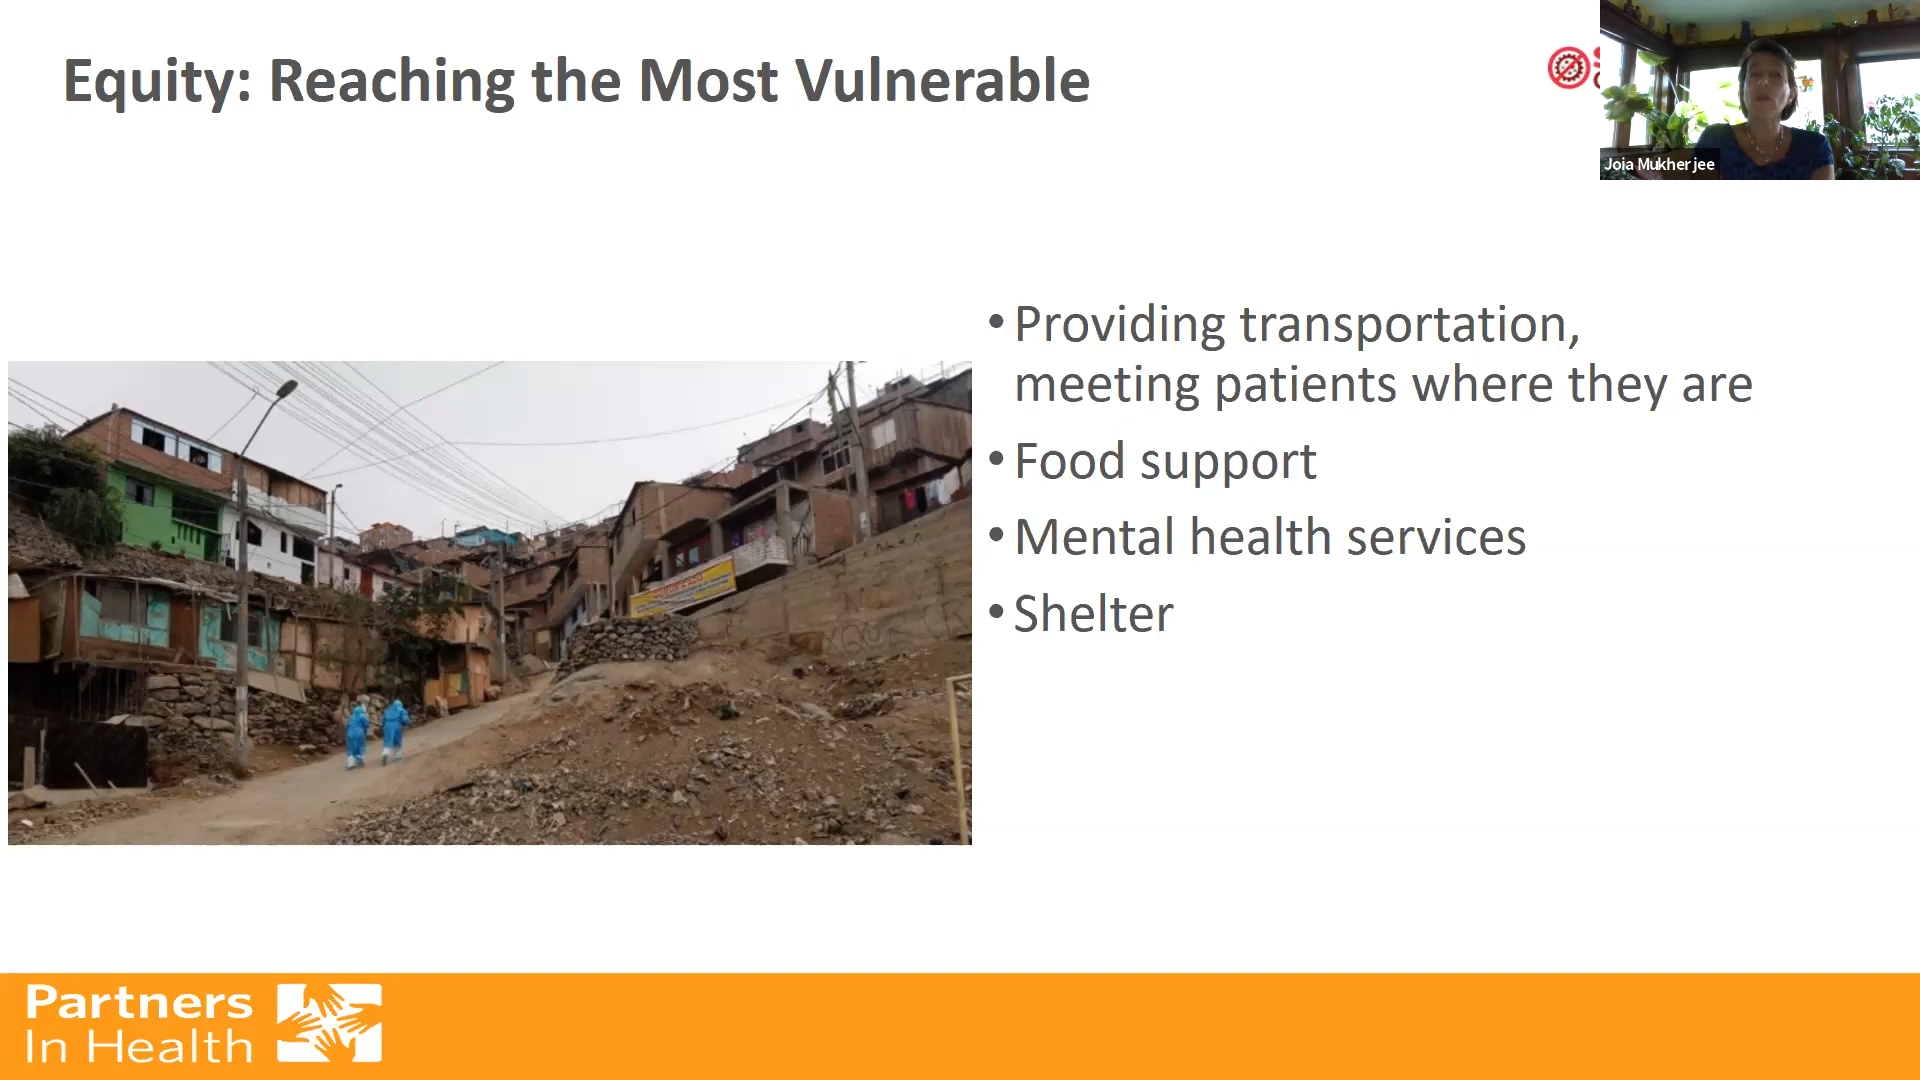 Equity: Reaching the Most Vulnerable
Joia Mukherjee
• Providing transportation,
meeting patients where they are
• Food support
• Mental health services
• Shelter
Partners
In Health